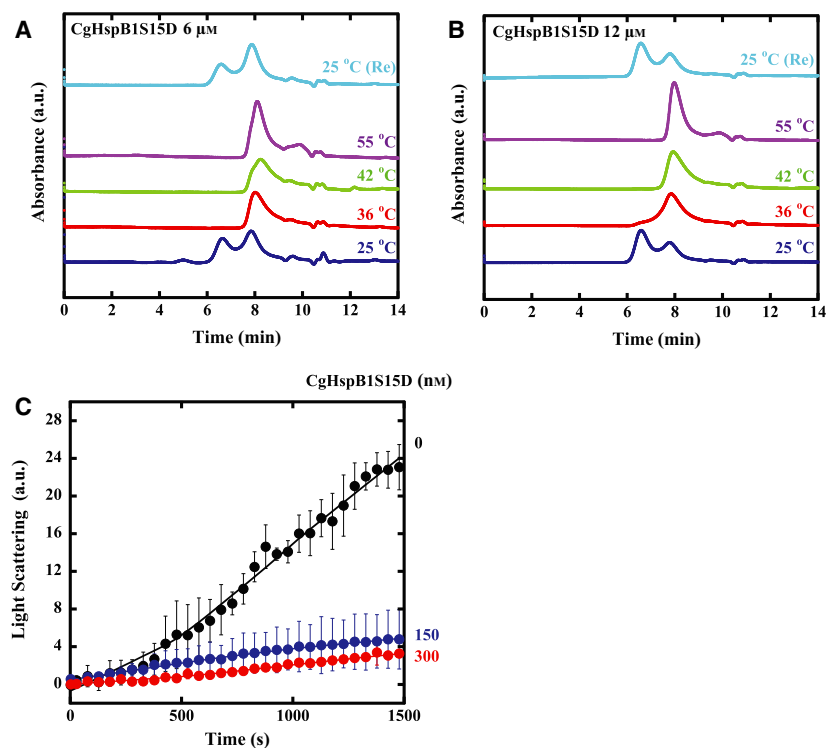 A
CgHspB1S15D 6 μM
25 °C (Re)
55 °C
42 °C
36 °C
25 °C
Absorbance (a.u.)
0 2 4 6 8 10 12 14
Time (min)
B
CgHspB1S15D 12 μM
25 °C (Re)
55 °C
42 °C
36 °C
25 °C
Absorbance (a.u.)
0 2 4 6 8 10 12 14
Time (min)
CgHspB1S15D (nM)
C
28
24
20
16
12
8
4
0
Light Scattering (a.u.)
0
150
300
0 500 1000 1500
Time (s)